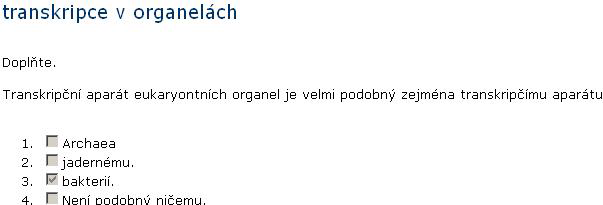 transkripce v organelách
Doplňte.
Transkripční aparát eukaryontních organel je velmi podobný zejména transkripčímu aparátu
1. Archaea
2. jadernému.
3. bakterií.
4. Není podobný ničemu.